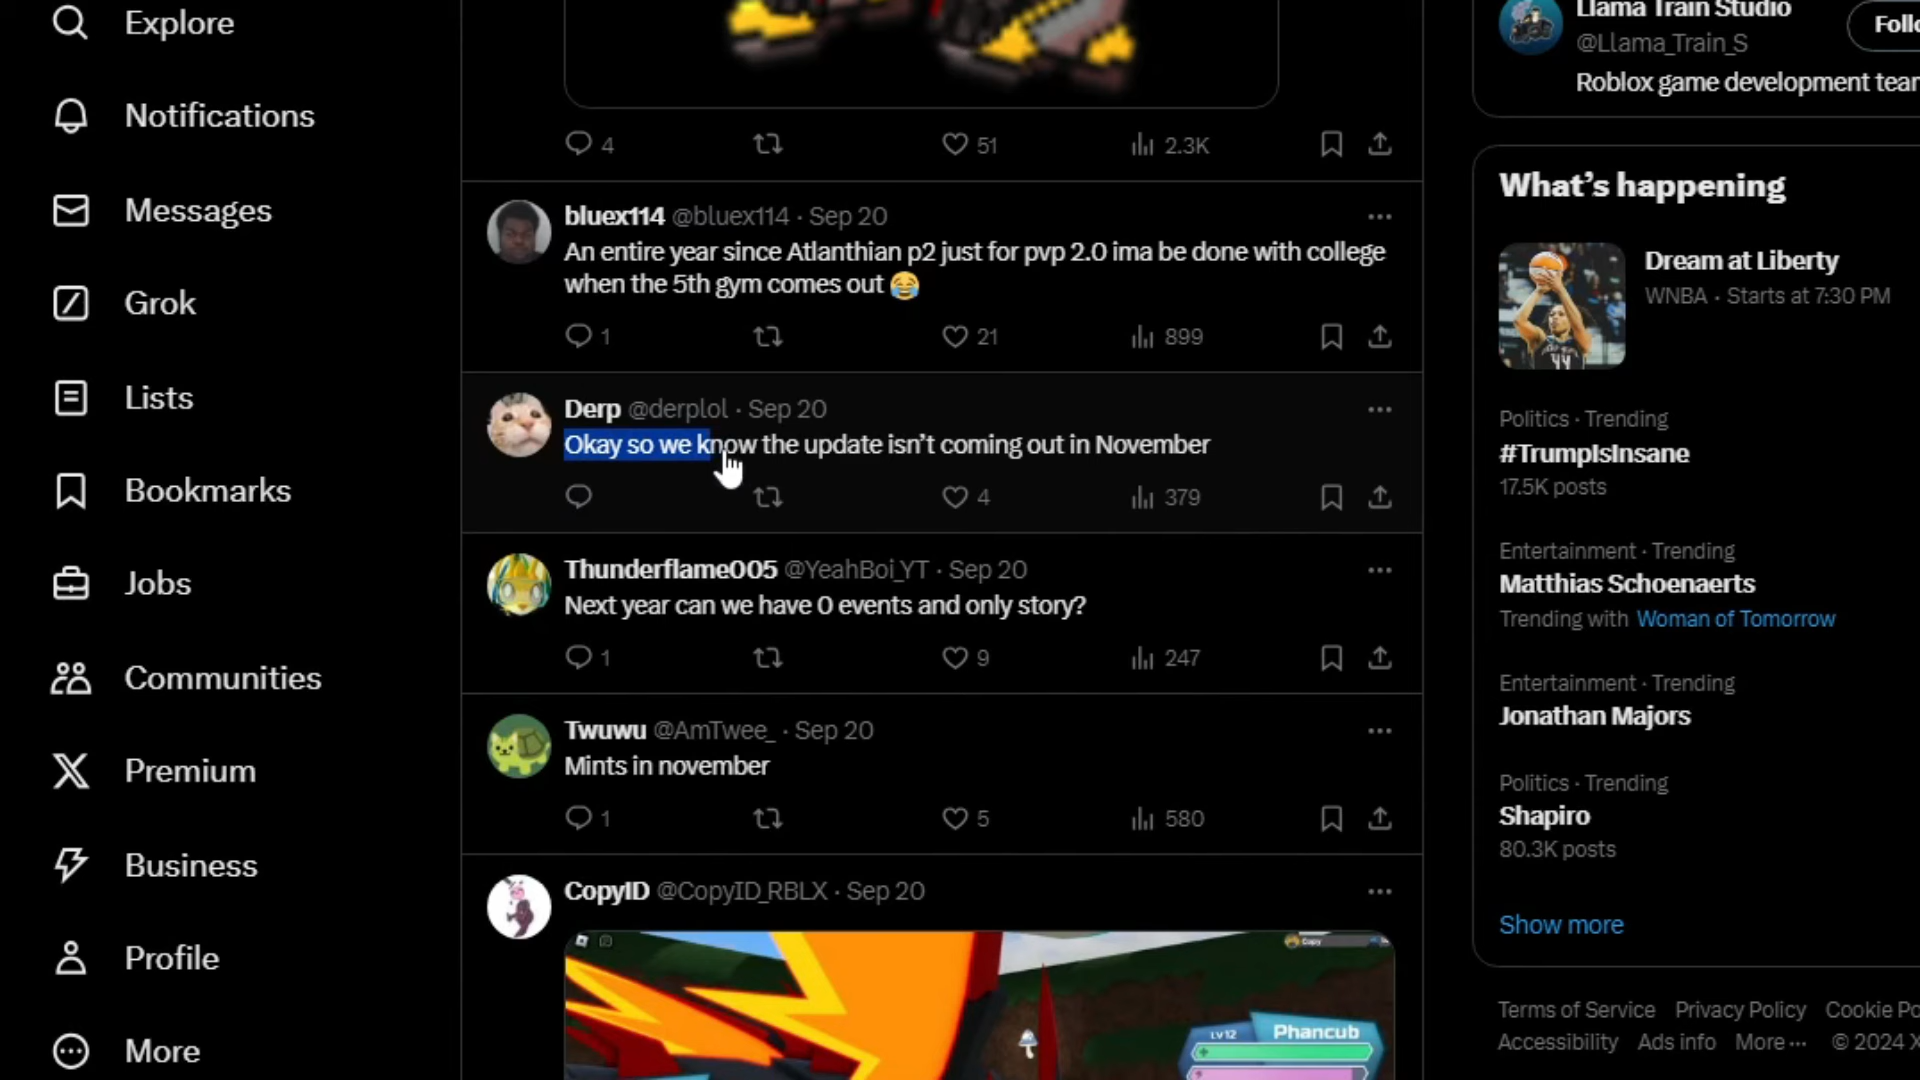 Explore
Notifications
Messages
Grok
Lists
Bookmarks
Jobs
Communities
Premium
Business
Profile
More
4 51 2.3K
bluex114 @bluex114 · Sep 20
An entire year since Atlanthian p2 just for pvp 2.0 ima be done with college
when the 5th gym comes out 😂
1 21 899
Derp @derplol · Sep 20
Okay so we know the update isn't coming out in November
4 379
Thunderflame005 @YeahBoi_YT · Sep 20
Next year can we have 0 events and only story?
1 9 247
Twuwu @AmTwee_ · Sep 20
Mints in november
1 5 580
CopyID @CopyID_RBLX · Sep 20
Copy
LV12 Phancub
Llama Train Studio
@Llama_Train_S
Follo
Roblox game development tear
What's happening
Dream at Liberty
WNBA · Starts at 7:30 PM
44
Politics · Trending
#TrumpIsInsane
17.5K posts
Entertainment · Trending
Matthias Schoenaerts
Trending with Woman of Tomorrow
Entertainment · Trending
Jonathan Majors
Politics · Trending
Shapiro
80.3K posts
Show more
Terms of Service Privacy Policy Cookie Po
Accessibility Ads info More ··· © 2024 X